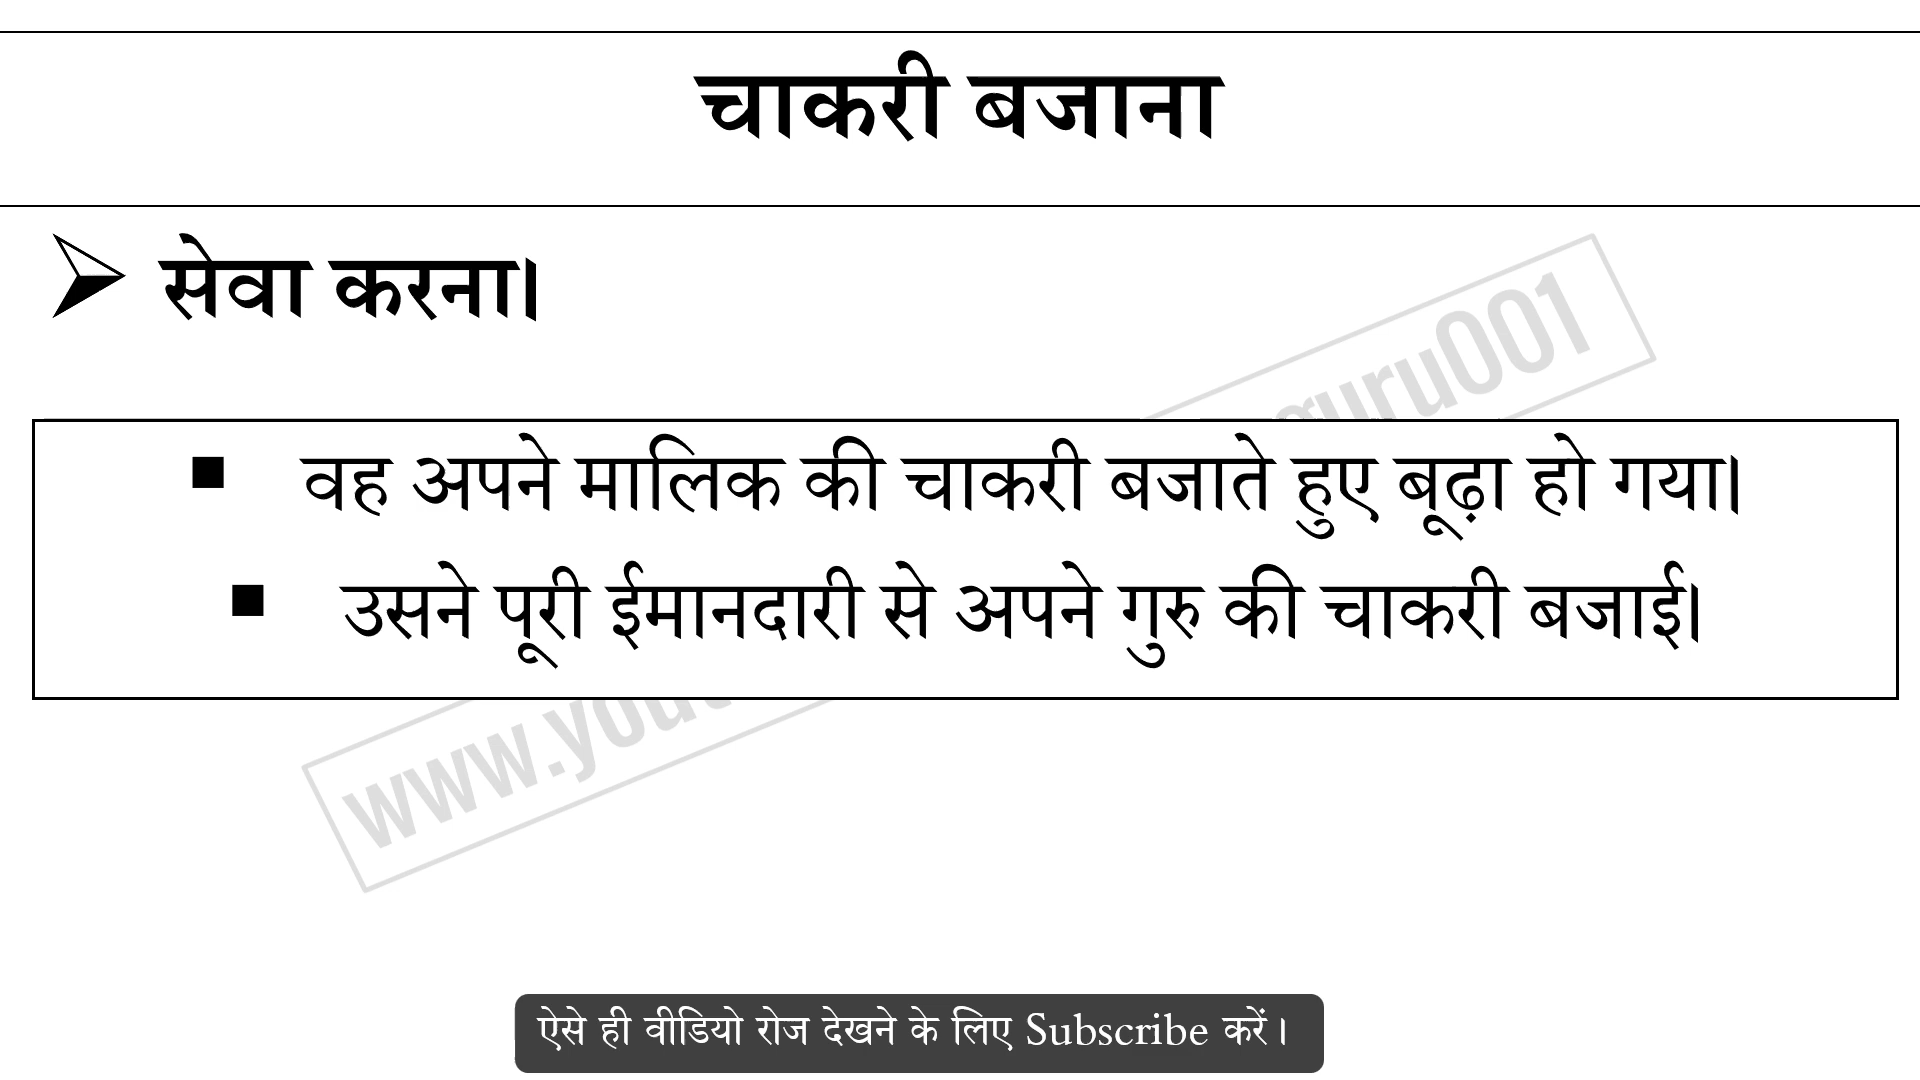 चाकरी बजाना
सेवा करना।
वह अपने मालिक की चाकरी बजाते हुए बूढ़ा हो गया।
उसने पूरी ईमानदारी से अपने गुरु की चाकरी बजाई।
ऐसे ही वीडियो रोज देखने के लिए Subscribe करें।